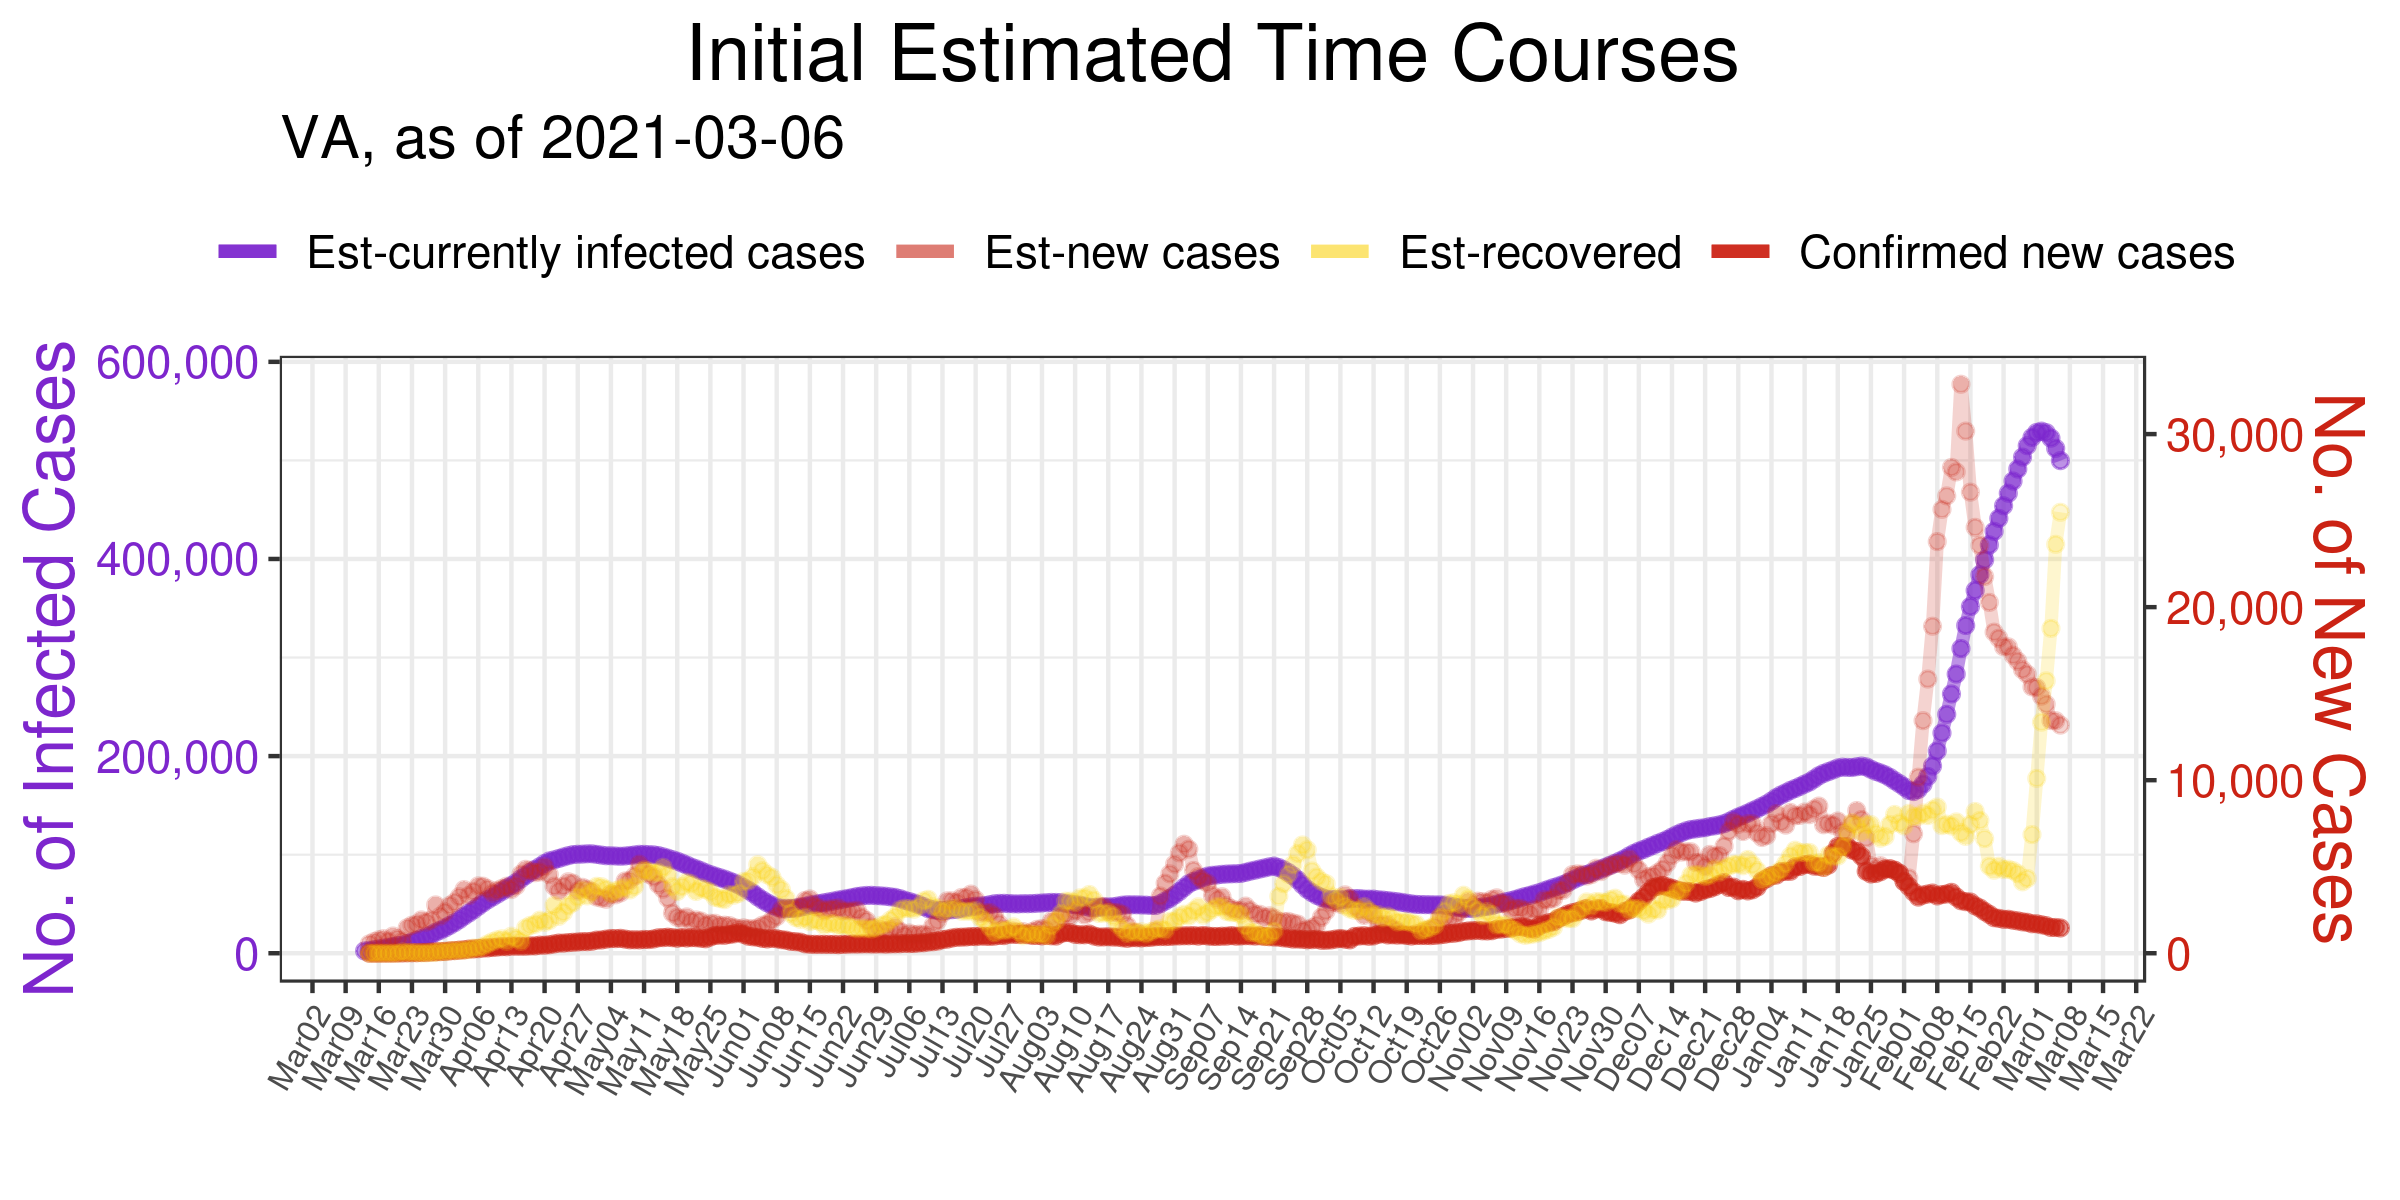 Initial Estimated Time Courses
VA, as of 2021-03-06
Est-currently infected cases Est-new cases Est-recovered Confirmed new cases
No. of Infected Cases
600,000
400,000
200,000
0
30,000
20,000
10,000
0
No. of New Cases
Mar02 Mar09 Mar16 Mar23 Mar30 Apr06 Apr13 Apr20 Apr27 May04 May11 May18 May25 Jun01 Jun08 Jun15 Jun22 Jun29 Jul06 Jul13 Jul20 Jul27 Aug03 Aug10 Aug17 Aug24 Aug31 Sep07 Sep14 Sep21 Sep28 Oct05 Oct12 Oct19 Oct26 Nov02 Nov09 Nov16 Nov23 Nov30 Dec07 Dec14 Dec21 Dec28 Jan04 Jan11 Jan18 Jan25 Feb01 Feb08 Feb15 Feb22 Mar01 Mar08 Mar15 Mar22